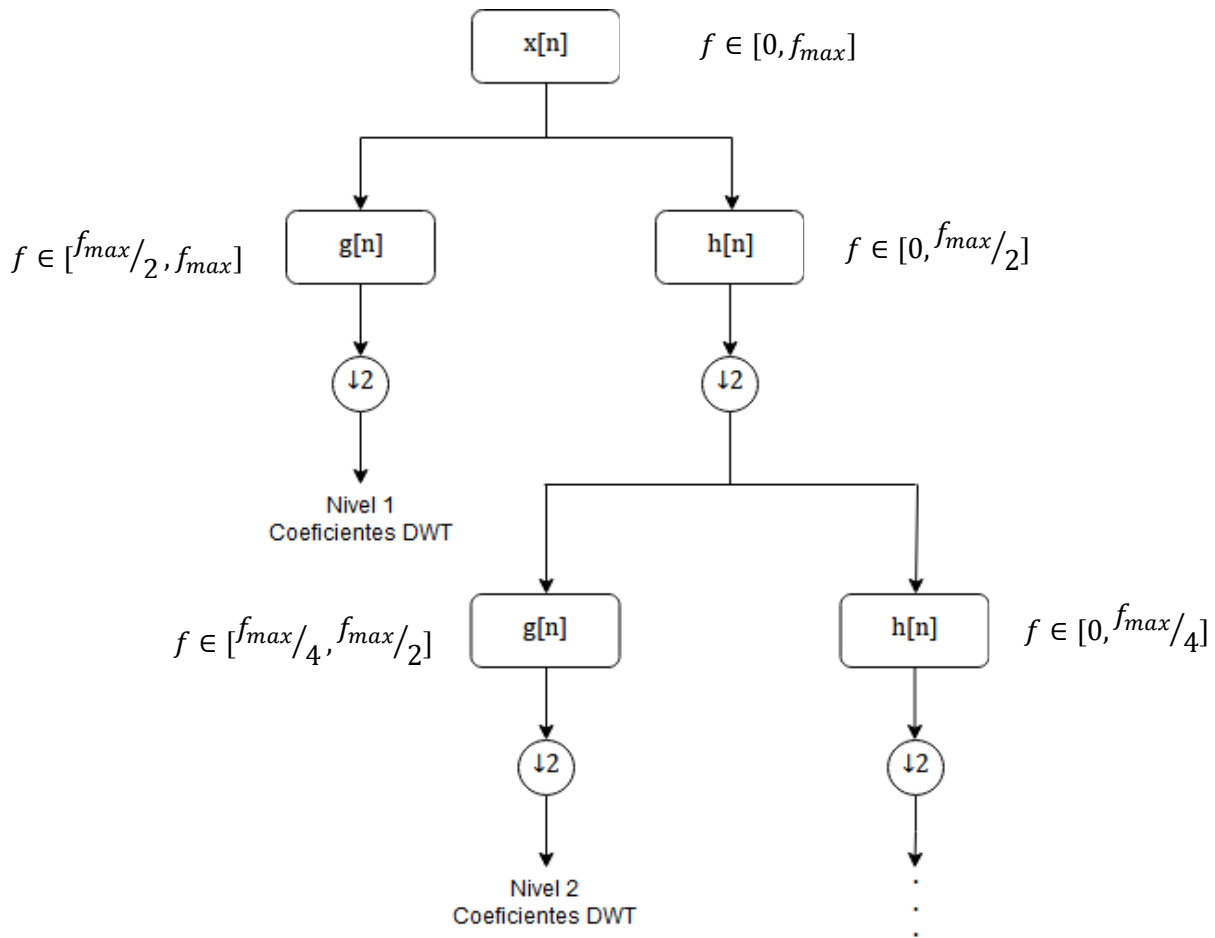 x[n]
f ∈ [0, f_max]
f ∈ [f_max/2, f_max]
g[n]
h[n]
f ∈ [0, f_max/2]
↓2
↓2
Nivel 1
Coeficientes DWT
f ∈ [f_max/4, f_max/2]
g[n]
h[n]
f ∈ [0, f_max/4]
↓2
↓2
Nivel 2
Coeficientes DWT
.
.
.